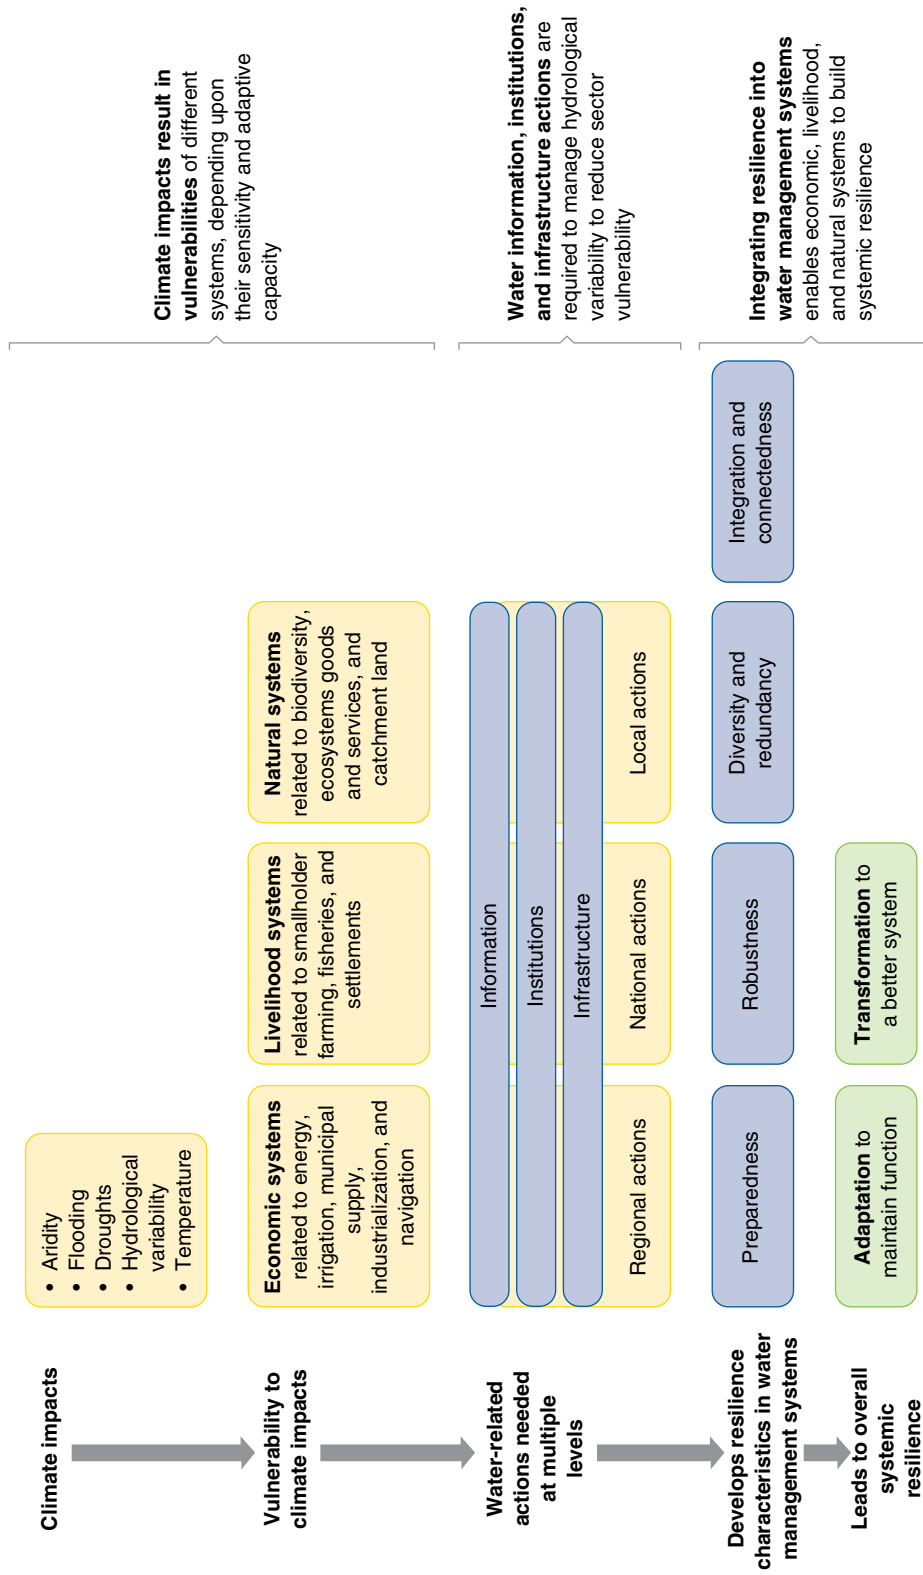 Climate impacts
• Aridity
• Flooding
• Droughts
• Hydrological
variability
• Temperature
Climate impacts result in
vulnerabilities of different
systems, depending upon
their sensitivity and adaptive
capacity
Vulnerability to
climate impacts
Economic systems
related to energy,
irrigation, municipal
supply,
industrialization, and
navigation
Livelihood systems
related to smallholder
farming, fisheries, and
settlements
Natural systems
related to biodiversity,
ecosystems goods
and services, and
catchment land
Water-related
actions needed
at multiple
levels
Information
Institutions
Infrastructure
Regional actions
National actions
Local actions
Water information, institutions,
and infrastructure actions are
required to manage hydrological
variability to reduce sector
vulnerability
Develops resilience
characteristics in water
management systems
Preparedness
Robustness
Diversity and
redundancy
Integration and
connectedness
Integrating resilience into
water management systems
enables economic, livelihood,
and natural systems to build
systemic resilience
Leads to overall
systemic
resilience
Adaptation to
maintain function
Transformation to
a better system